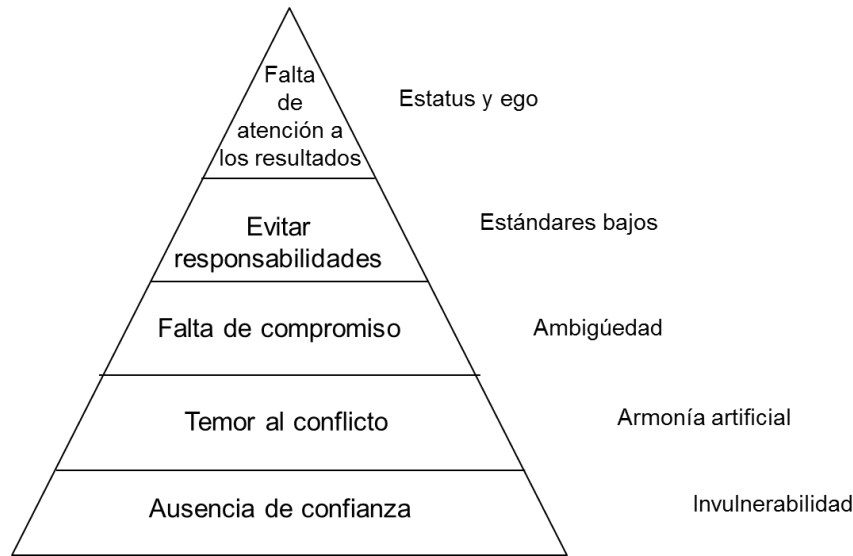 Falta
de
atención a
los resultados
Estatus y ego
Evitar
responsabilidades
Estándares bajos
Falta de compromiso
Ambigúedad
Temor al conflicto
Armonía artificial
Ausencia de confianza
Invulnerabilidad